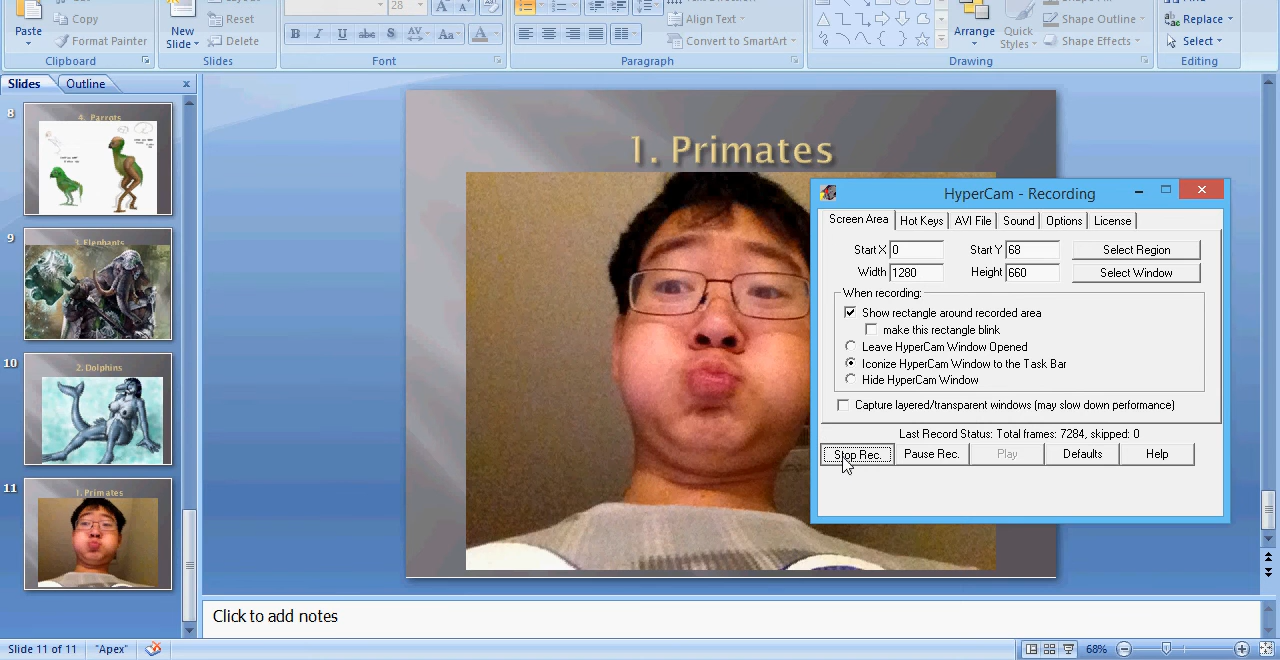 Copy
Reset
Paste
Format Painter
New
Slide
Delete
28
B I U abc S AV Aa A
Align Text
Convert to SmartArt
Arrange
Quick
Styles
Shape Outline
Shape Effects
Replace
Select
Clipboard
Slides
Font
Paragraph
Drawing
Editing
Slides
Outline
x
8
4. Parrots
9
3. Elephants
10
2. Dolphins
11
1. Primates
1. Primates
HyperCam - Recording
Screen Area
Hot Keys
AVI File
Sound
Options
License
Start X 0
Start Y 68
Select Region
Width 1280
Height 660
Select Window
When recording:
Show rectangle around recorded area
make this rectangle blink
Leave HyperCam Window Opened
Iconize HyperCam Window to the Task Bar
Hide HyperCam Window
Capture layered/transparent windows (may slow down performance)
Last Record Status: Total frames: 7284, skipped: 0
Stop Rec.
Pause Rec.
Play
Defaults
Help
Click to add notes
Slide 11 of 11
"Apex"
68%